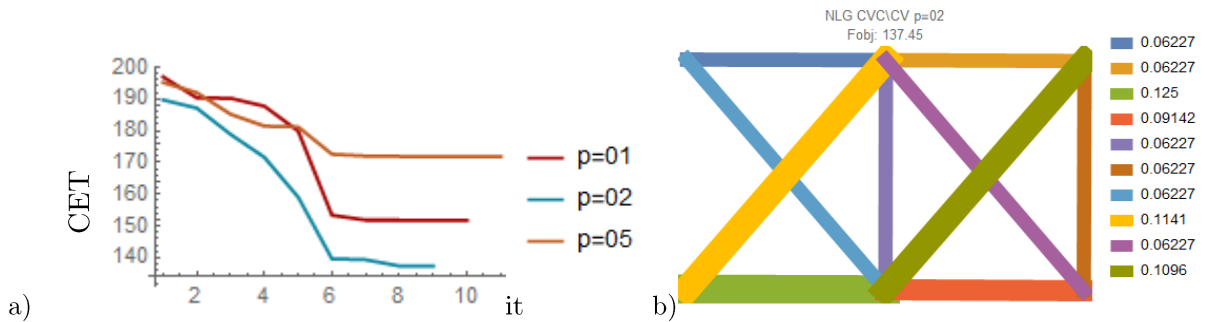 200
190
180
170
160
150
140
CET
2
4
6
8
10
it
p=01
p=02
p=05
a)
NLG CVC\CV p=02
Fobj: 137.45
0.06227
0.06227
0.125
0.09142
0.06227
0.06227
0.06227
0.1141
0.06227
0.1096
b)